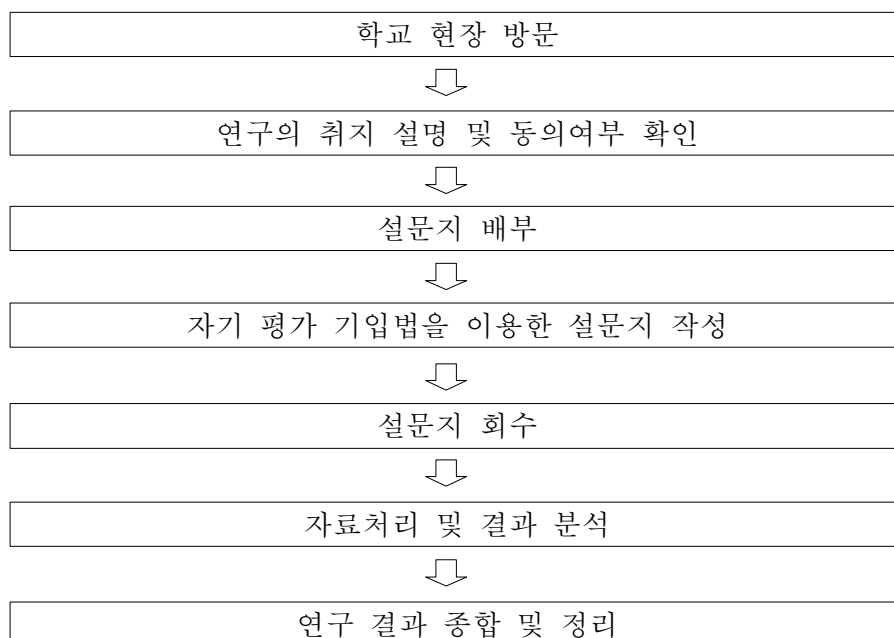 학교 현장 방문
연구의 취지 설명 및 동의여부 확인
설문지 배부
자기 평가 기입법을 이용한 설문지 작성
설문지 회수
자료처리 및 결과 분석
연구 결과 종합 및 정리